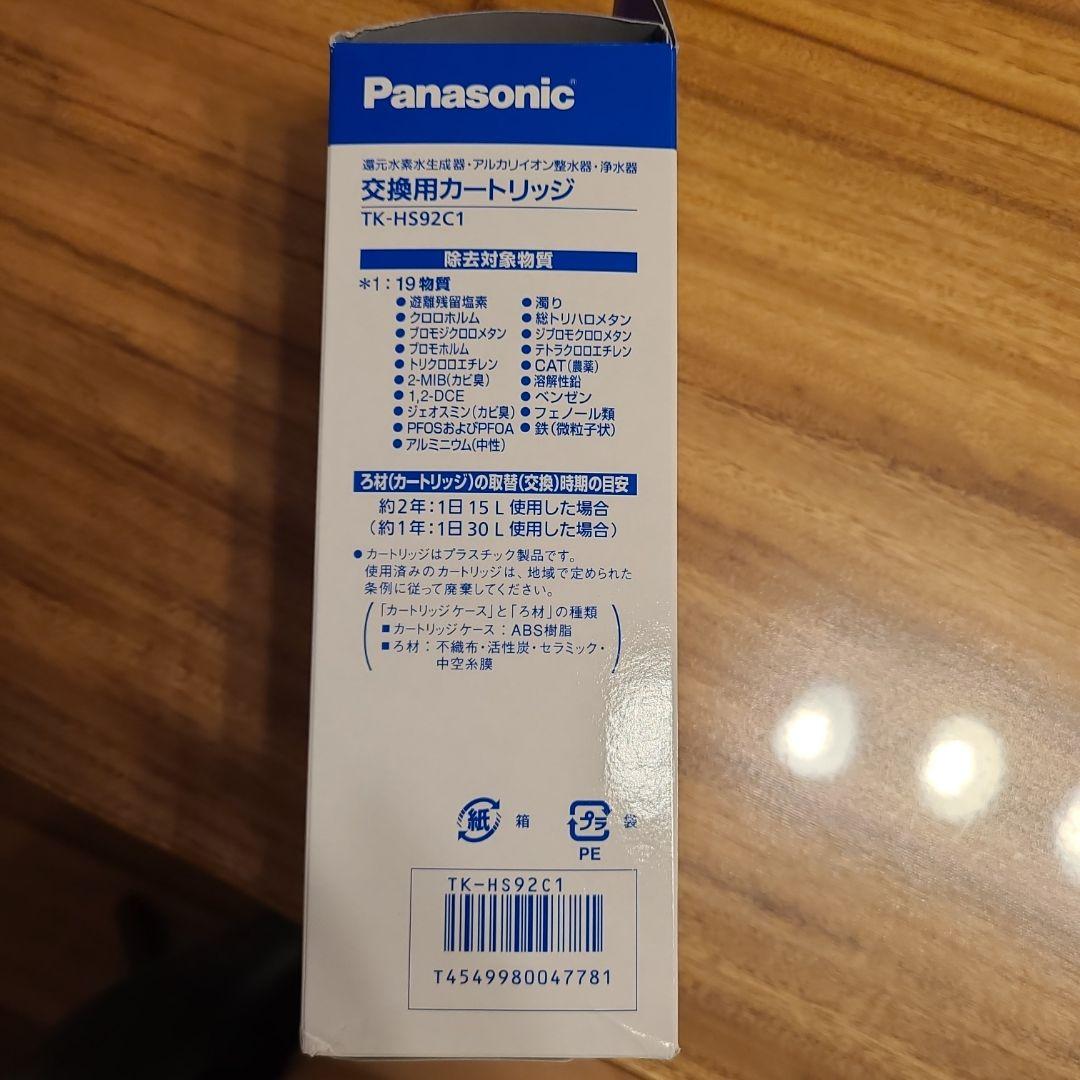 Panasonic
還元水素水生成器・アルカリイオン整水器・浄水器
交換用カートリッジ
TK-HS92C1
除去対象物質
*1:19物質
●遊離残留塩素 ●濁り
●クロロホルム ●総トリハロメタン
●ブロモジクロロメタン ●ジブロモクロロメタン
●ブロモホルム ●テトラクロロエチレン
●トリクロロエチレン ●CAT(農薬)
●2-MIB(カビ臭) ●溶解性鉛
●1,2-DCE ●ベンゼン
●ジェオスミン(カビ臭) ●フェノール類
●PFOSおよびPFOA ●鉄(微粒子状)
●アルミニウム(中性)
ろ材(カートリッジ)の取替(交換)時期の目安
約2年:1日 15 L 使用した場合
(約1年:1日 30 L 使用した場合)
●カートリッジはプラスチック製品です。
使用済みのカートリッジは、地域で定められた
条例に従って廃棄してください。
「カートリッジケース」と「ろ材」の種類
■カートリッジケース:ABS樹脂
■ろ材:不織布・活性炭・セラミック・
中空糸膜
紙 箱 プラ 袋
PE
TK-HS92C1
T4549980047781